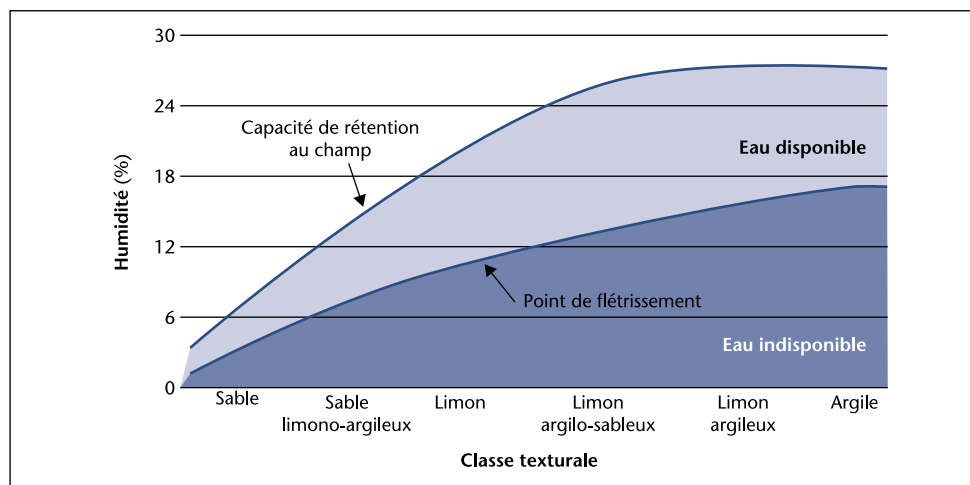 30
24
18
12
6
0
Humidité (%)
Capacité de rétention
au champ
Eau disponible
Point de flétrissement
Eau indisponible
Sable
Sable
limono-argileux
Limon
Limon
argilo-sableux
Limon
argileux
Argile
Classe texturale